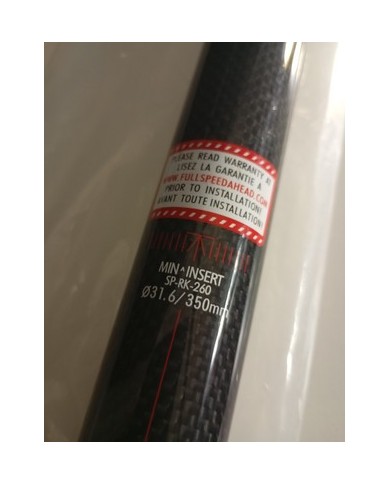 PLEASE READ WARRANTY AT
LISEZ LA GARANTIE A
WWW.FULLSPEEDAHEAD.COM
PRIOR TO INSTALLATION!
AVANT TOUTE INSTALLATION!
MIN^INSERT
SP-RK-260
Ø31.6/350mm